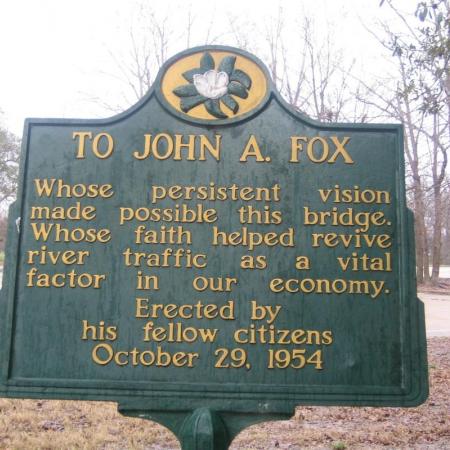 TO JOHN A. FOX
Whose persistent vision
made possible this bridge.
Whose faith helped revive
river traffic as a vital
factor in our economy.
Erected by
his fellow citizens
October 29, 1954